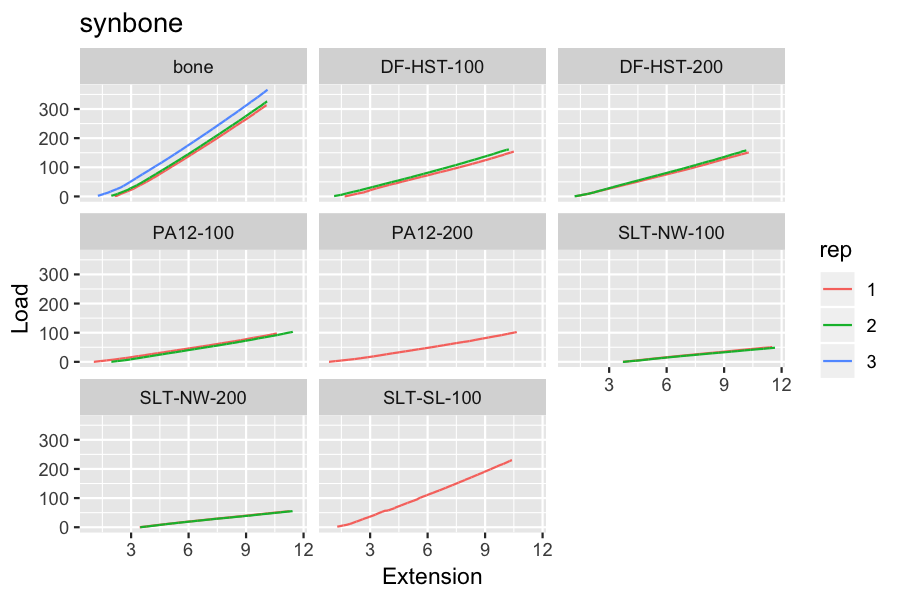 synbone
bone DF-HST-100 DF-HST-200
300
200
100
0
PA12-100 PA12-200 SLT-NW-100
300
200
100
0
3 6 9 12
SLT-NW-200 SLT-SL-100
300
200
100
0
3 6 9 12 3 6 9 12
Extension
Load
rep
1
2
3